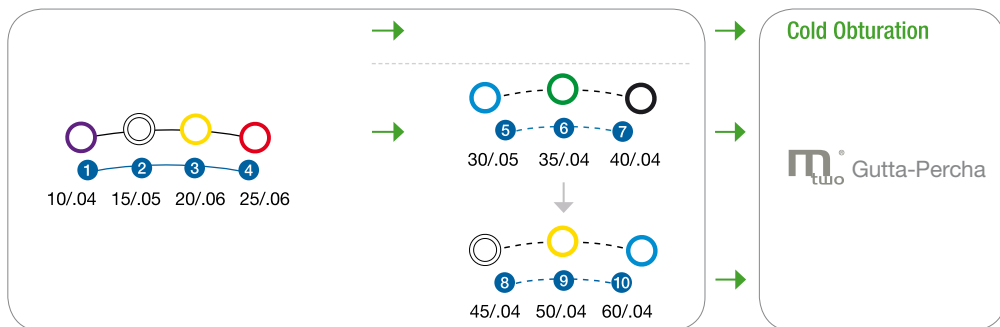 Cold Obturation
1 2 3 4
10/.04 15/.05 20/.06 25/.06
5 6 7
30/.05 35/.04 40/.04
8 9 10
45/.04 50/.04 60/.04
mtwo® Gutta-Percha